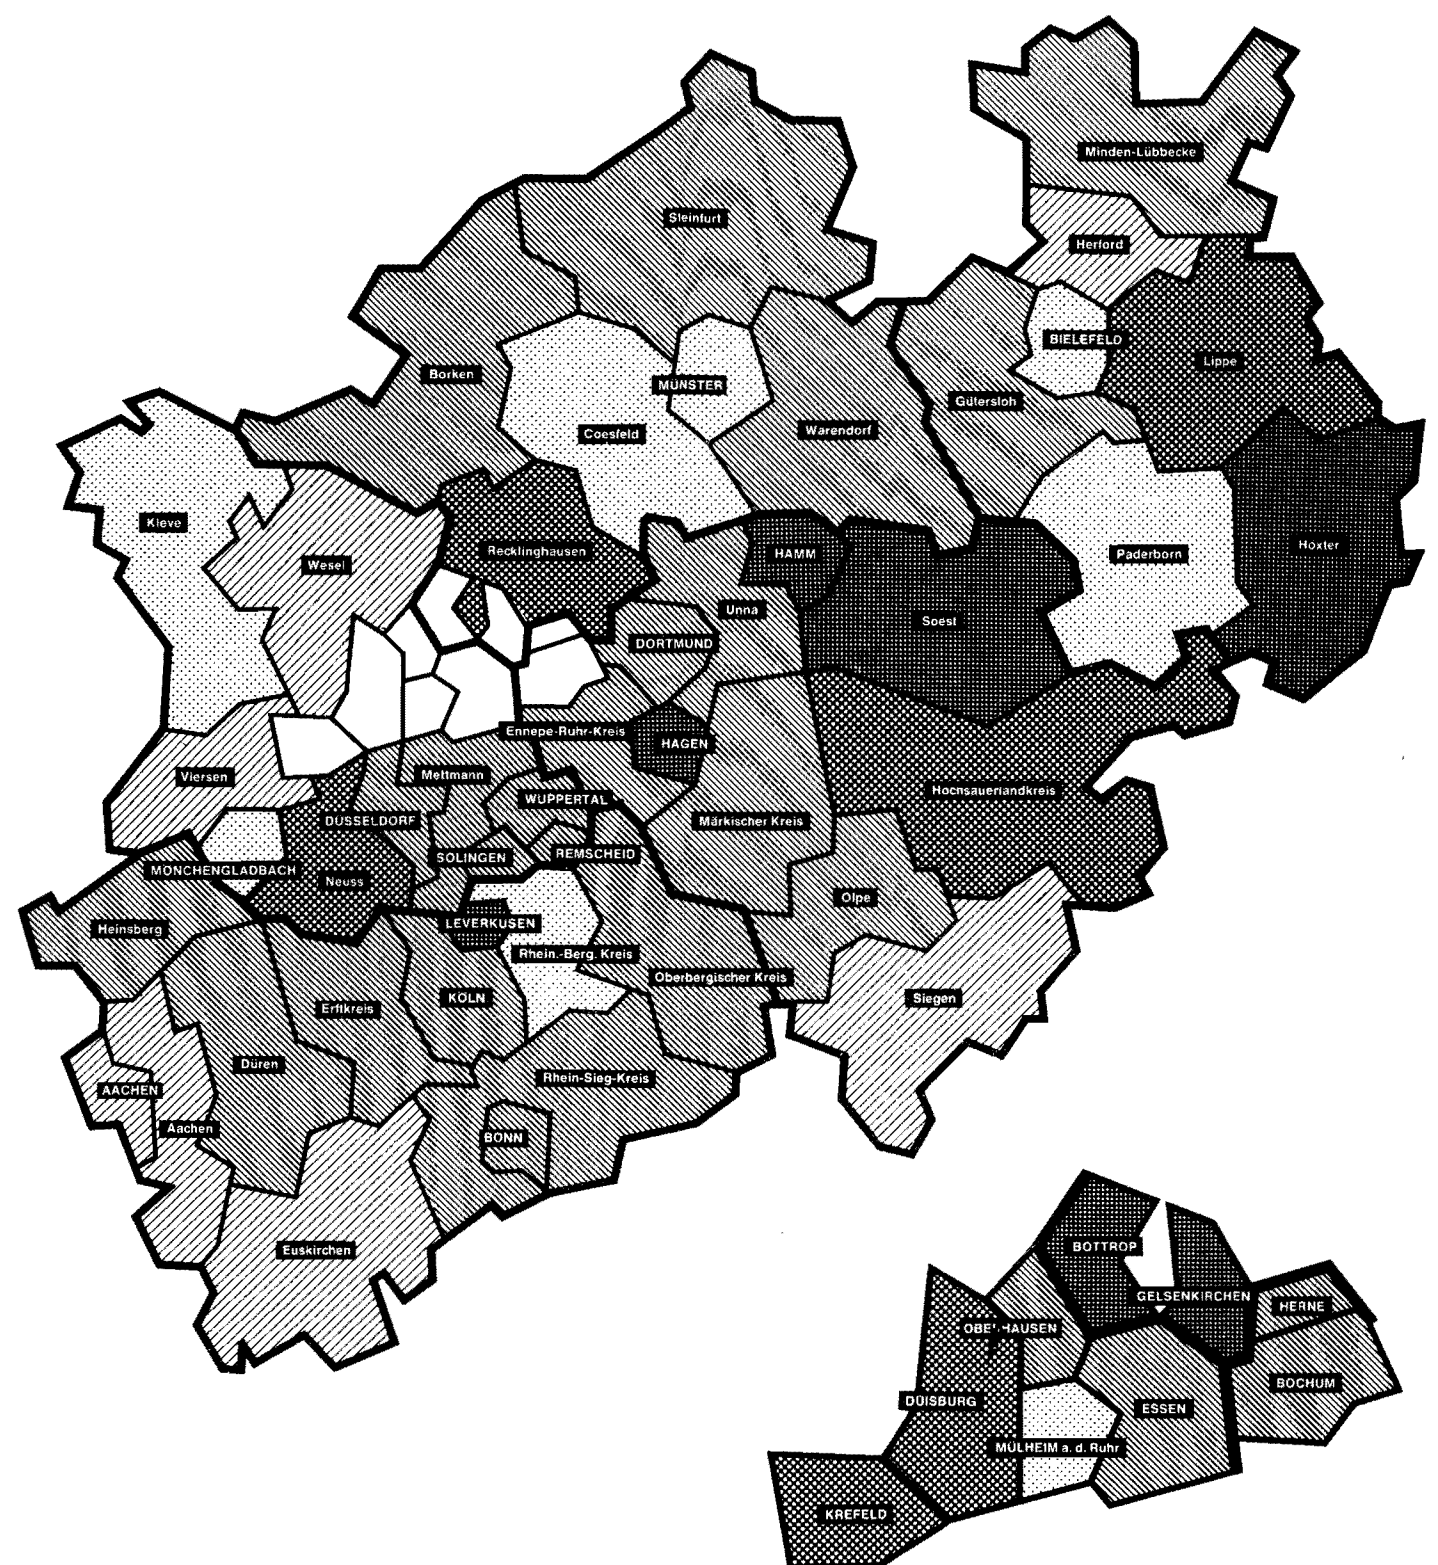 Minden-Lübbecke
Steinfurt
Herford
BIELEFELD
Lippe
Borken
MÜNSTER
Gütersloh
Coesfeld
Warendorf
Kleve
Höxter
Recklinghausen
HAMM
Paderborn
Wesel
Unna
Soest
DORTMUND
Ennepe-Ruhr-Kreis
HAGEN
Viersen
Mettmann
Hochsauerlandkreis
WUPPERTAL
DÜSSELDORF
Märkischer Kreis
SOLINGEN
REMSCHEID
MÖNCHENGLADBACH
Neuss
Olpe
Heinsberg
LEVERKUSEN
Rhein.-Berg. Kreis
Oberbergischer Kreis
Erftkreis
KÖLN
Siegen
Düren
Rhein-Sieg-Kreis
AACHEN
Aachen
BONN
Euskirchen
BOTTROP
GELSENKIRCHEN
HERNE
OBERHAUSEN
BOCHUM
DUISBURG
ESSEN
MÜLHEIM a. d. Ruhr
KREFELD